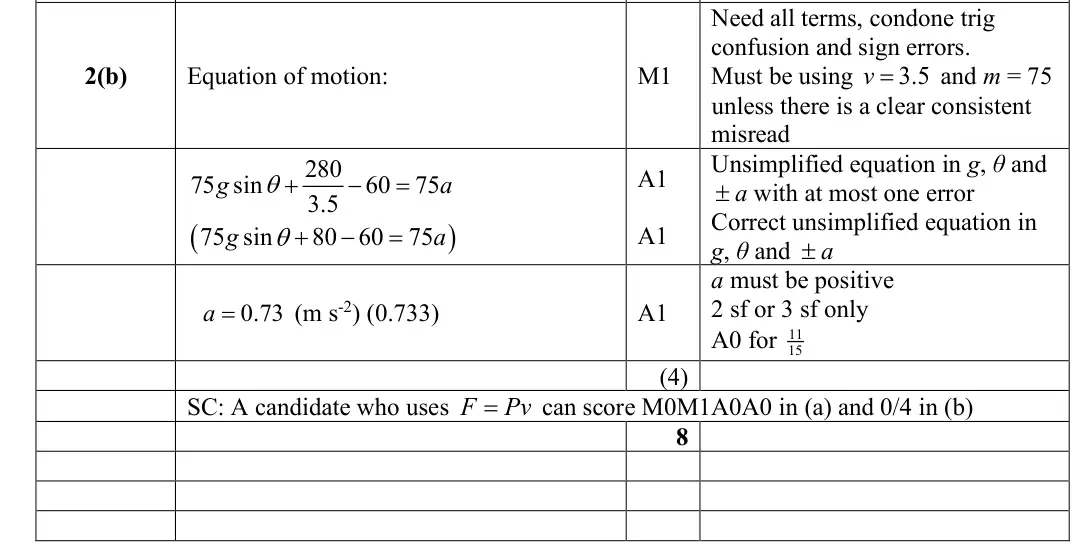 2(b) Equation of motion: M1 Need all terms, condone trig
confusion and sign errors.
Must be using v = 3.5 and m = 75
unless there is a clear consistent
misread
75g sin θ + 280/3.5 − 60 = 75a A1 Unsimplified equation in g, θ and
± a with at most one error
(75g sin θ + 80 − 60 = 75a) A1 Correct unsimplified equation in
g, θ and ± a
a = 0.73 (m s⁻²) (0.733) A1 a must be positive
2 sf or 3 sf only
A0 for 11/15
(4)
SC: A candidate who uses F = Pv can score M0M1A0A0 in (a) and 0/4 in (b)
8